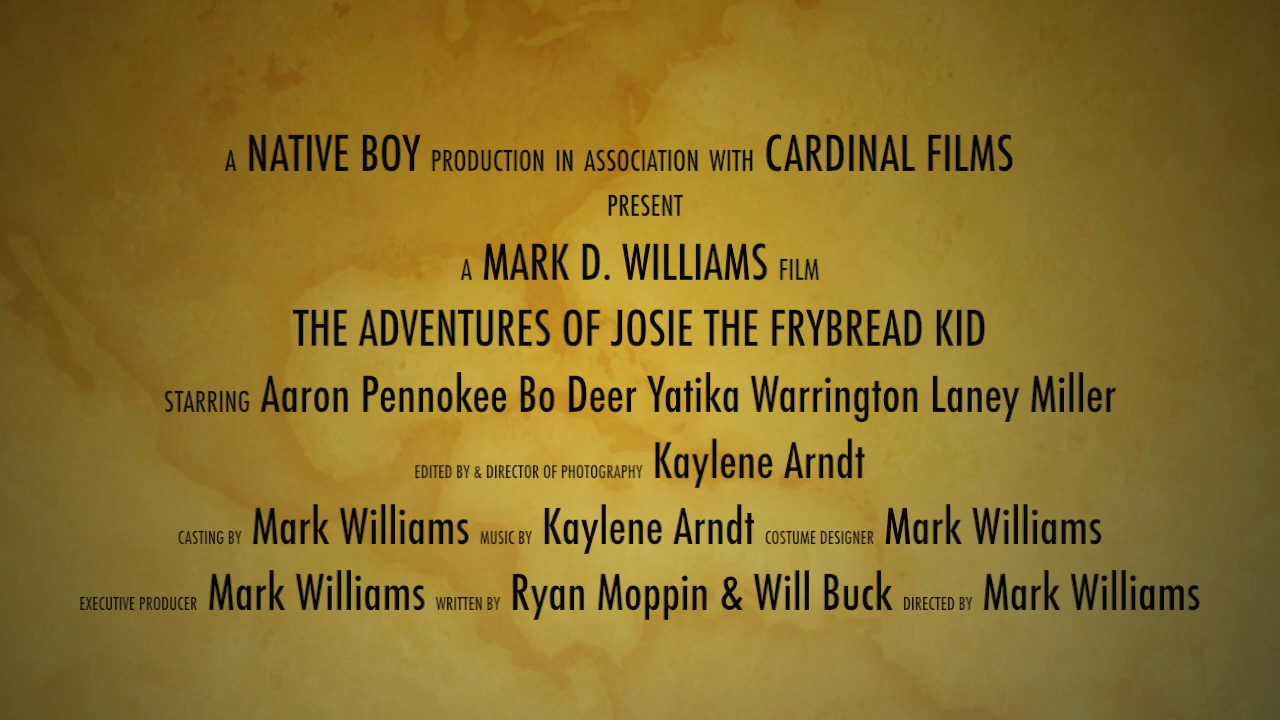 A NATIVE BOY PRODUCTION IN ASSOCIATION WITH CARDINAL FILMS
PRESENT
A MARK D. WILLIAMS FILM
THE ADVENTURES OF JOSIE THE FRYBREAD KID
STARRING Aaron Pennokee Bo Deer Yatika Warrington Laney Miller
EDITED BY & DIRECTOR OF PHOTOGRAPHY Kaylene Arndt
CASTING BY Mark Williams MUSIC BY Kaylene Arndt COSTUME DESIGNER Mark Williams
EXECUTIVE PRODUCER Mark Williams WRITTEN BY Ryan Moppin & Will Buck DIRECTED BY Mark Williams